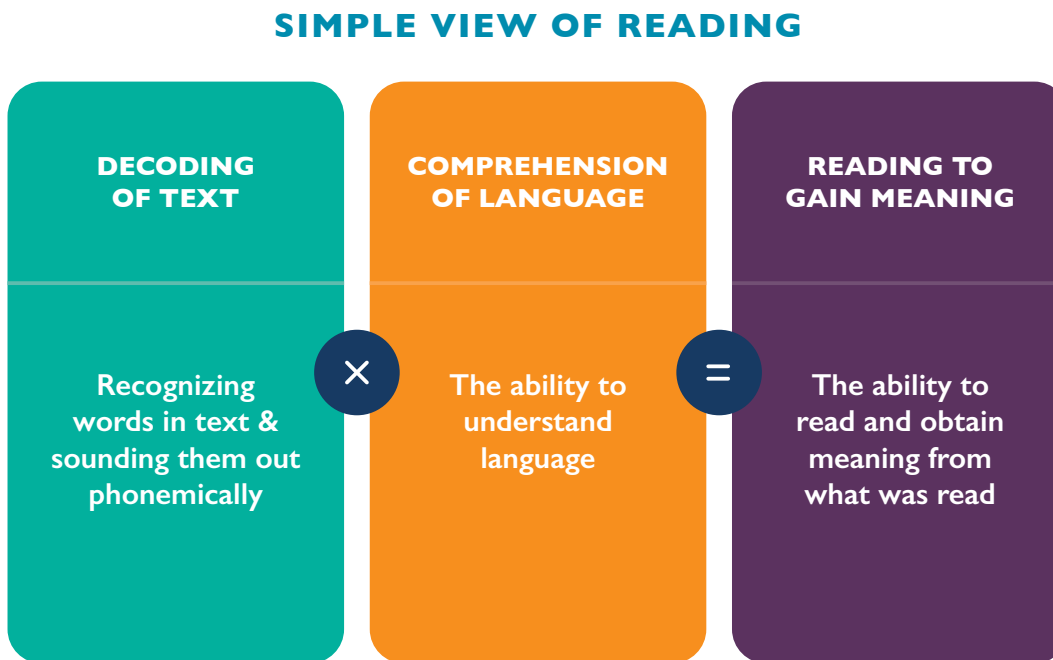 SIMPLE VIEW OF READING
DECODING
OF TEXT
Recognizing
words in text &
sounding them out
phonemically
×
COMPREHENSION
OF LANGUAGE
The ability to
understand
language
=
READING TO
GAIN MEANING
The ability to
read and obtain
meaning from
what was read